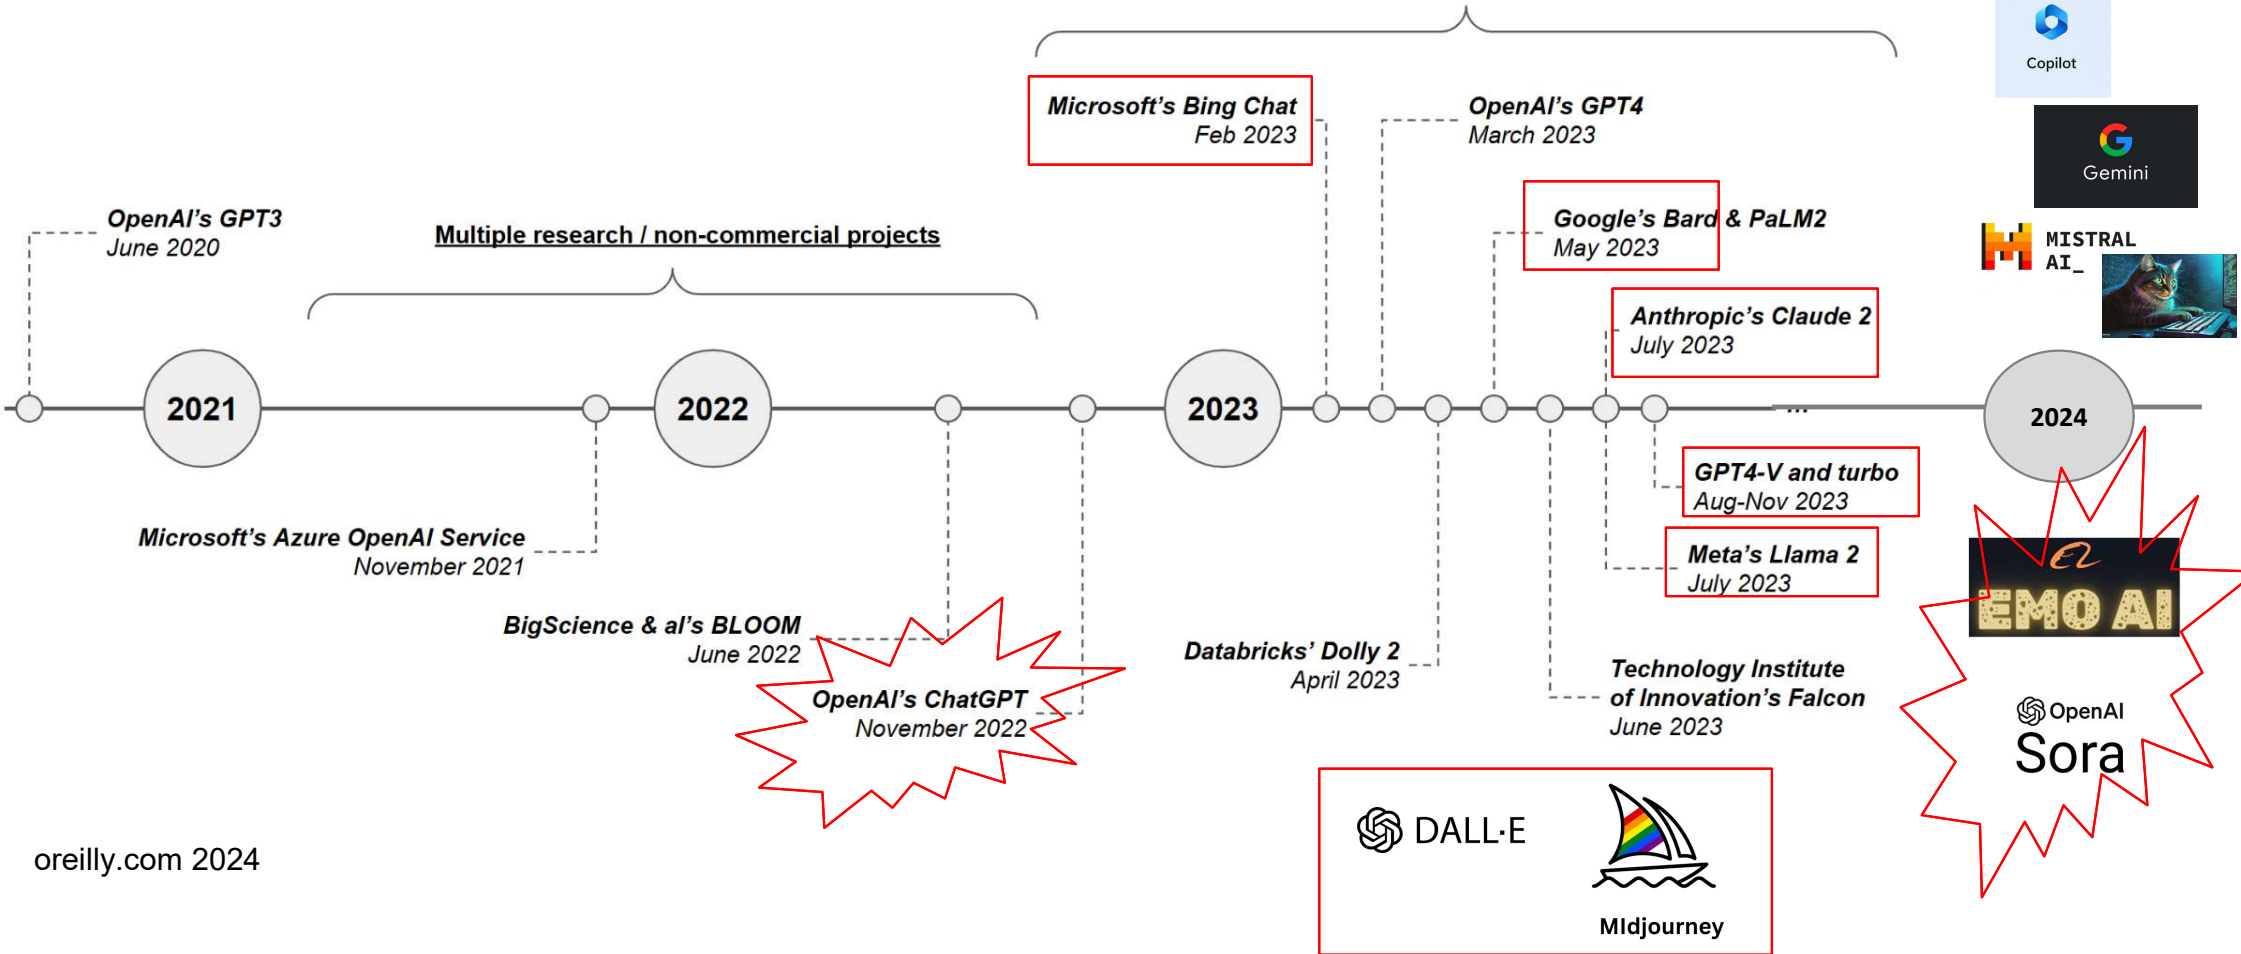 Copilot
Microsoft's Bing Chat
Feb 2023
OpenAI's GPT4
March 2023
Gemini
OpenAI's GPT3
June 2020
Multiple research / non-commercial projects
Google's Bard & PaLM2
May 2023
MISTRAL
AI_
Anthropic's Claude 2
July 2023
2021
2022
2023
...
2024
GPT4-V and turbo
Aug-Nov 2023
Microsoft's Azure OpenAI Service
November 2021
Meta's Llama 2
July 2023
EMO AI
BigScience & al's BLOOM
June 2022
Databricks' Dolly 2
April 2023
Technology Institute
of Innovation's Falcon
June 2023
OpenAI's ChatGPT
November 2022
OpenAI
Sora
DALL·E
MIdjourney
oreilly.com 2024